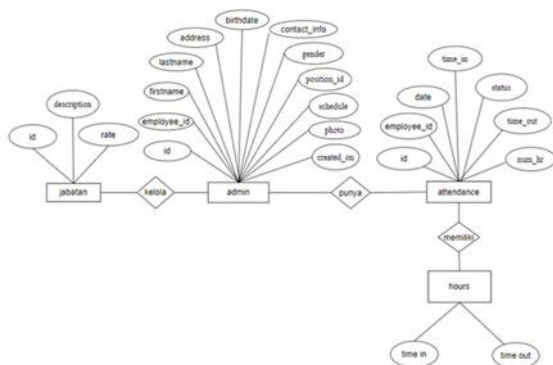 birthdate
contact_info
address
gender
lastname
position_id
firstname
schedule
employee_id
photo
id
created_on
description
id
rate
time_in
date
status
employee_id
time_out
id
num_hr
jabatan
kelola
admin
punya
attendance
memiliki
hours
time in
time out